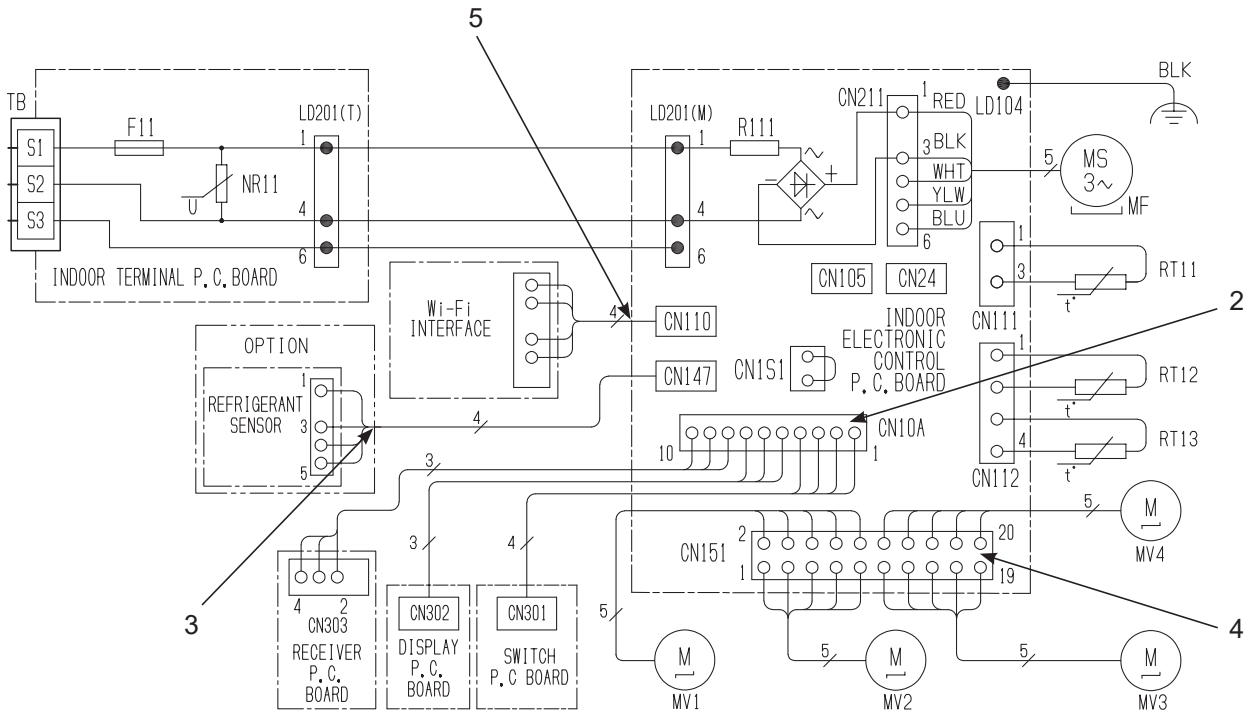 5
TB
S1
S2
S3
F11
NR11
U
LD201(T)
1
4
6
INDOOR TERMINAL P.C.BOARD
LD201(M)
1
4
6
R111
CN211
1
3
6
RED
BLK
WHT
YLW
BLU
LD104
BLK
5
MS
3~
MF
CN105
CN24
INDOOR
ELECTRONIC
CONTROL
P.C.BOARD
CN111
1
3
RT11
t°
2
Wi-Fi
INTERFACE
4
CN110
CN147
CN1S1
CN112
1
4
RT12
t°
RT13
t°
OPTION
REFRIGERANT
SENSOR
1
3
5
4
3
CN10A
10
1
3
3
4
4
2
CN303
RECEIVER
P.C.
BOARD
CN302
DISPLAY
P.C.
BOARD
CN301
SWITCH
P.C BOARD
CN151
2
1
20
19
4
5
M
MV1
5
M
MV2
5
M
MV3
5
M
MV4